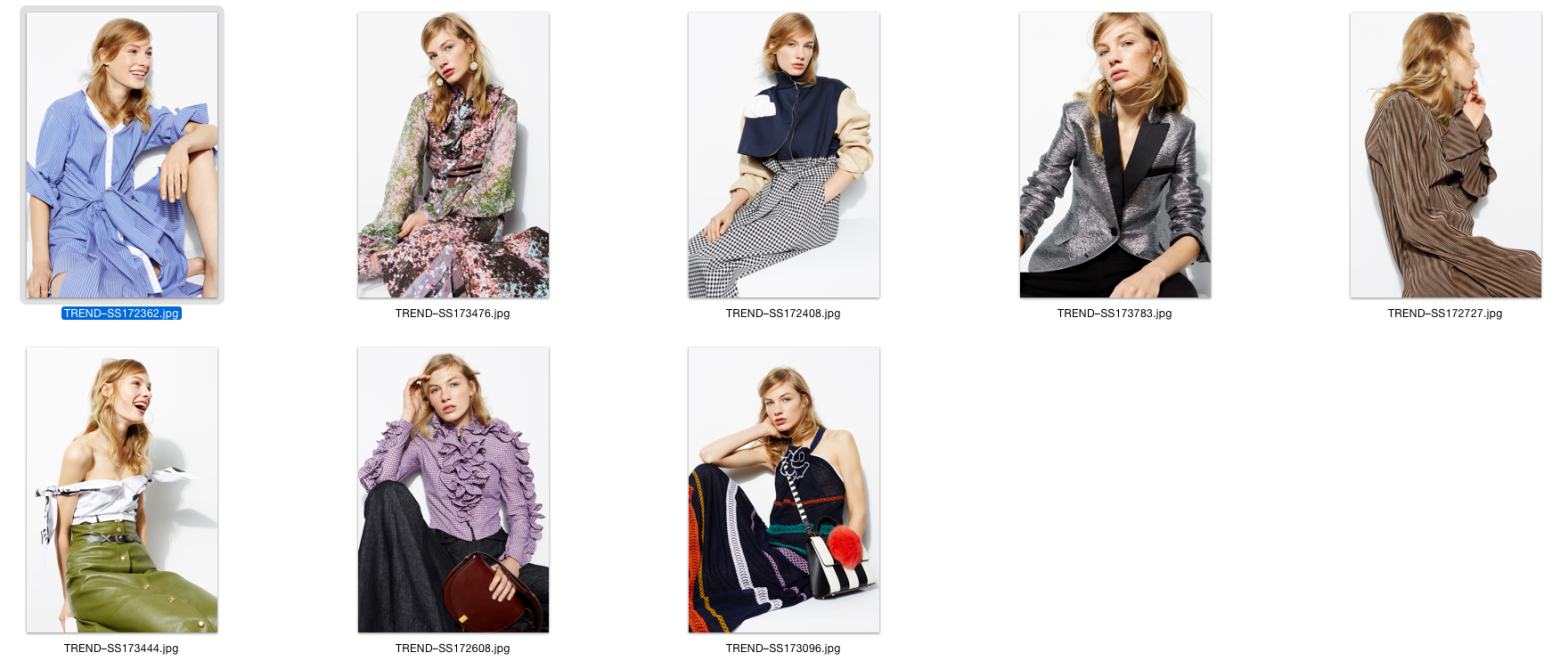 TREND–SS172362.jpg
TREND–SS173476.jpg
TREND–SS172408.jpg
TREND–SS173783.jpg
TREND–SS172727.jpg
TREND–SS173444.jpg
TREND–SS172608.jpg
TREND–SS173096.jpg